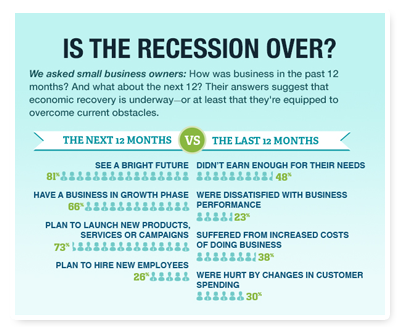 IS THE RECESSION OVER?
We asked small business owners: How was business in the past 12
months? And what about the next 12? Their answers suggest that
economic recovery is underway—or at least that they're equipped to
overcome current obstacles.
THE NEXT 12 MONTHS VS THE LAST 12 MONTHS
SEE A BRIGHT FUTURE
81%
HAVE A BUSINESS IN GROWTH PHASE
66%
PLAN TO LAUNCH NEW PRODUCTS,
SERVICES OR CAMPAIGNS
73%
PLAN TO HIRE NEW EMPLOYEES
26%
DIDN'T EARN ENOUGH FOR THEIR NEEDS
48%
WERE DISSATISFIED WITH BUSINESS
PERFORMANCE
23%
SUFFERED FROM INCREASED COSTS
OF DOING BUSINESS
38%
WERE HURT BY CHANGES IN CUSTOMER
SPENDING
30%